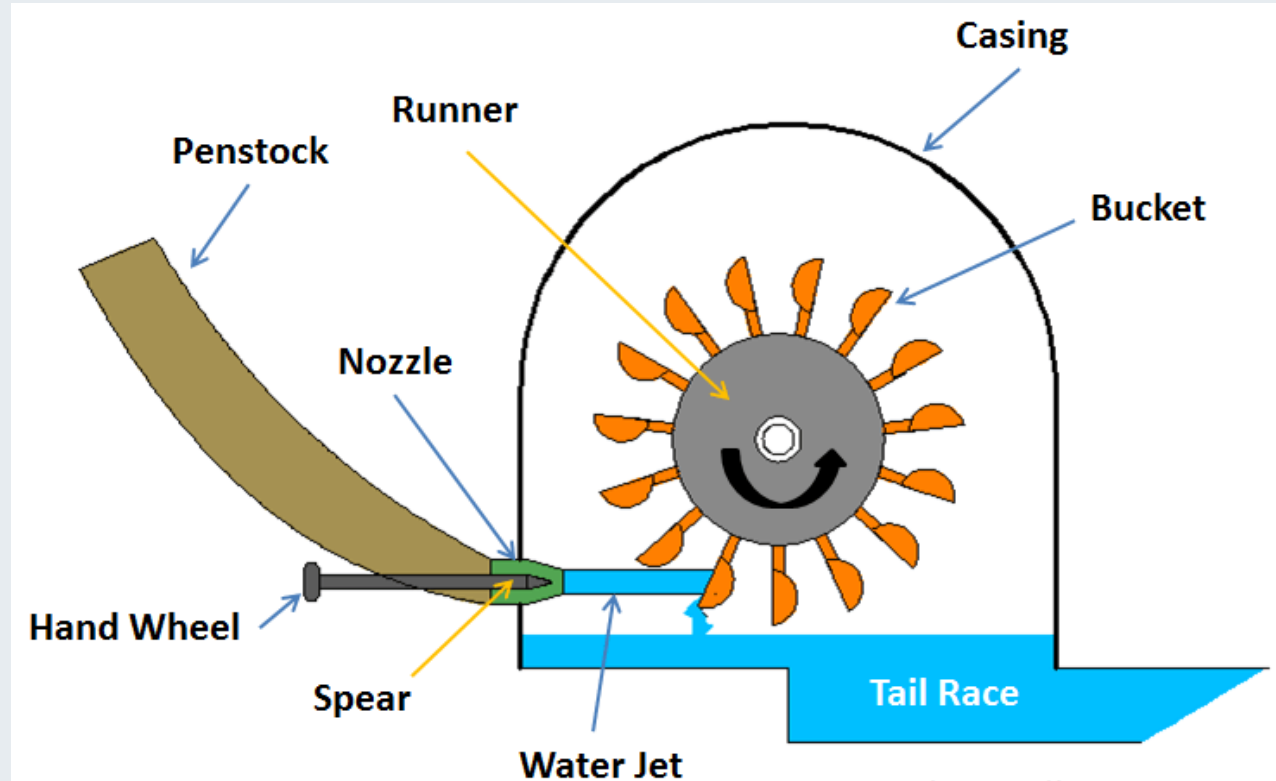 Casing
Runner
Penstock
Bucket
Nozzle
Hand Wheel
Spear
Tail Race
Water Jet